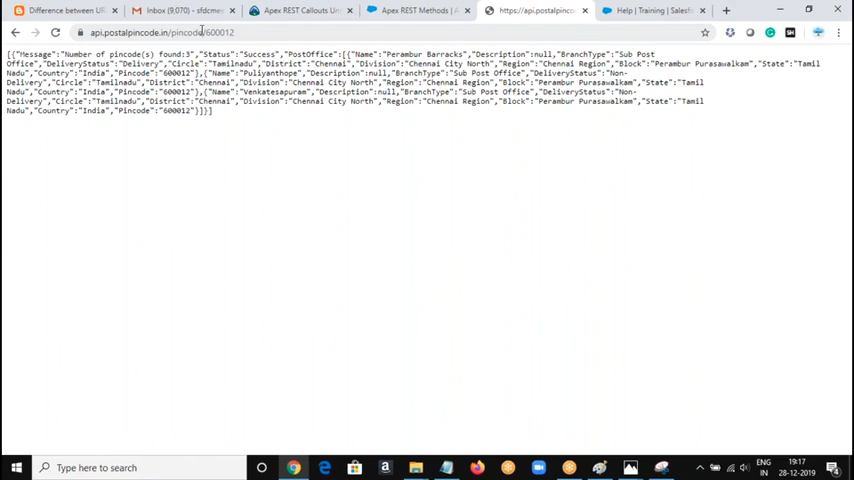 Difference between UR
Inbox (9,070) - sfdcmee
Apex REST Callouts Uni
Apex REST Methods | A
https://api.postalpincod
Help | Training | Salesf
api.postalpincode.in/pincode/600012
[{"Message":"Number of pincode(s) found:3","Status":"Success","PostOffice":[{"Name":"Perambur Barracks","Description":null,"BranchType":"Sub Post
Office","DeliveryStatus":"Delivery","Circle":"Tamilnadu","District":"Chennai","Division":"Chennai City North","Region":"Chennai Region","Block":"Perambur Purasawalkam","State":"Tamil
Nadu","Country":"India","Pincode":"600012"},{"Name":"Puliyanthope","Description":null,"BranchType":"Sub Post Office","DeliveryStatus":"Non-
Delivery","Circle":"Tamilnadu","District":"Chennai","Division":"Chennai City North","Region":"Chennai Region","Block":"Perambur Purasawalkam","State":"Tamil
Nadu","Country":"India","Pincode":"600012"},{"Name":"Venkatesapuram","Description":null,"BranchType":"Sub Post Office","DeliveryStatus":"Non-
Delivery","Circle":"Tamilnadu","District":"Chennai","Division":"Chennai City North","Region":"Chennai Region","Block":"Perambur Purasawalkam","State":"Tamil
Nadu","Country":"India","Pincode":"600012"}]}]
Type here to search
ENG
IN
19:17
28-12-2019
4